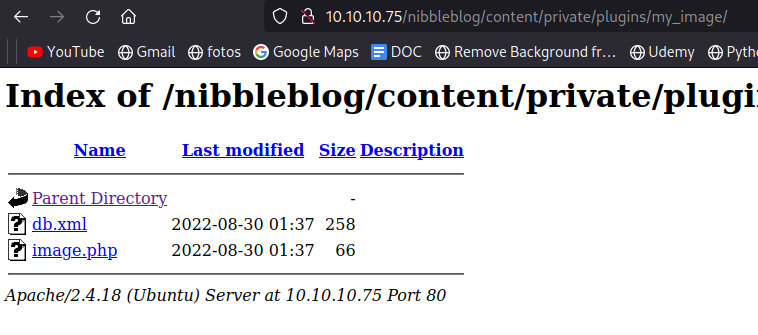 10.10.10.75/nibbleblog/content/private/plugins/my_image/
YouTube Gmail fotos Google Maps DOC Remove Background fr… Udemy Pytho
Index of /nibbleblog/content/private/plugi
Name Last modified Size Description
Parent Directory -
db.xml 2022-08-30 01:37 258
image.php 2022-08-30 01:37 66
Apache/2.4.18 (Ubuntu) Server at 10.10.10.75 Port 80